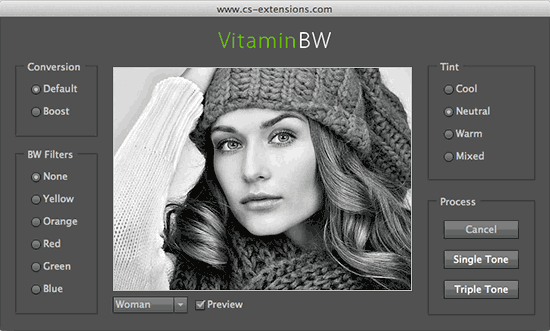 www.cs-extensions.com
VitaminBW
Conversion
Default
Boost
BW Filters
None
Yellow
Orange
Red
Green
Blue
Woman
Preview
Tint
Cool
Neutral
Warm
Mixed
Process
Cancel
Single Tone
Triple Tone